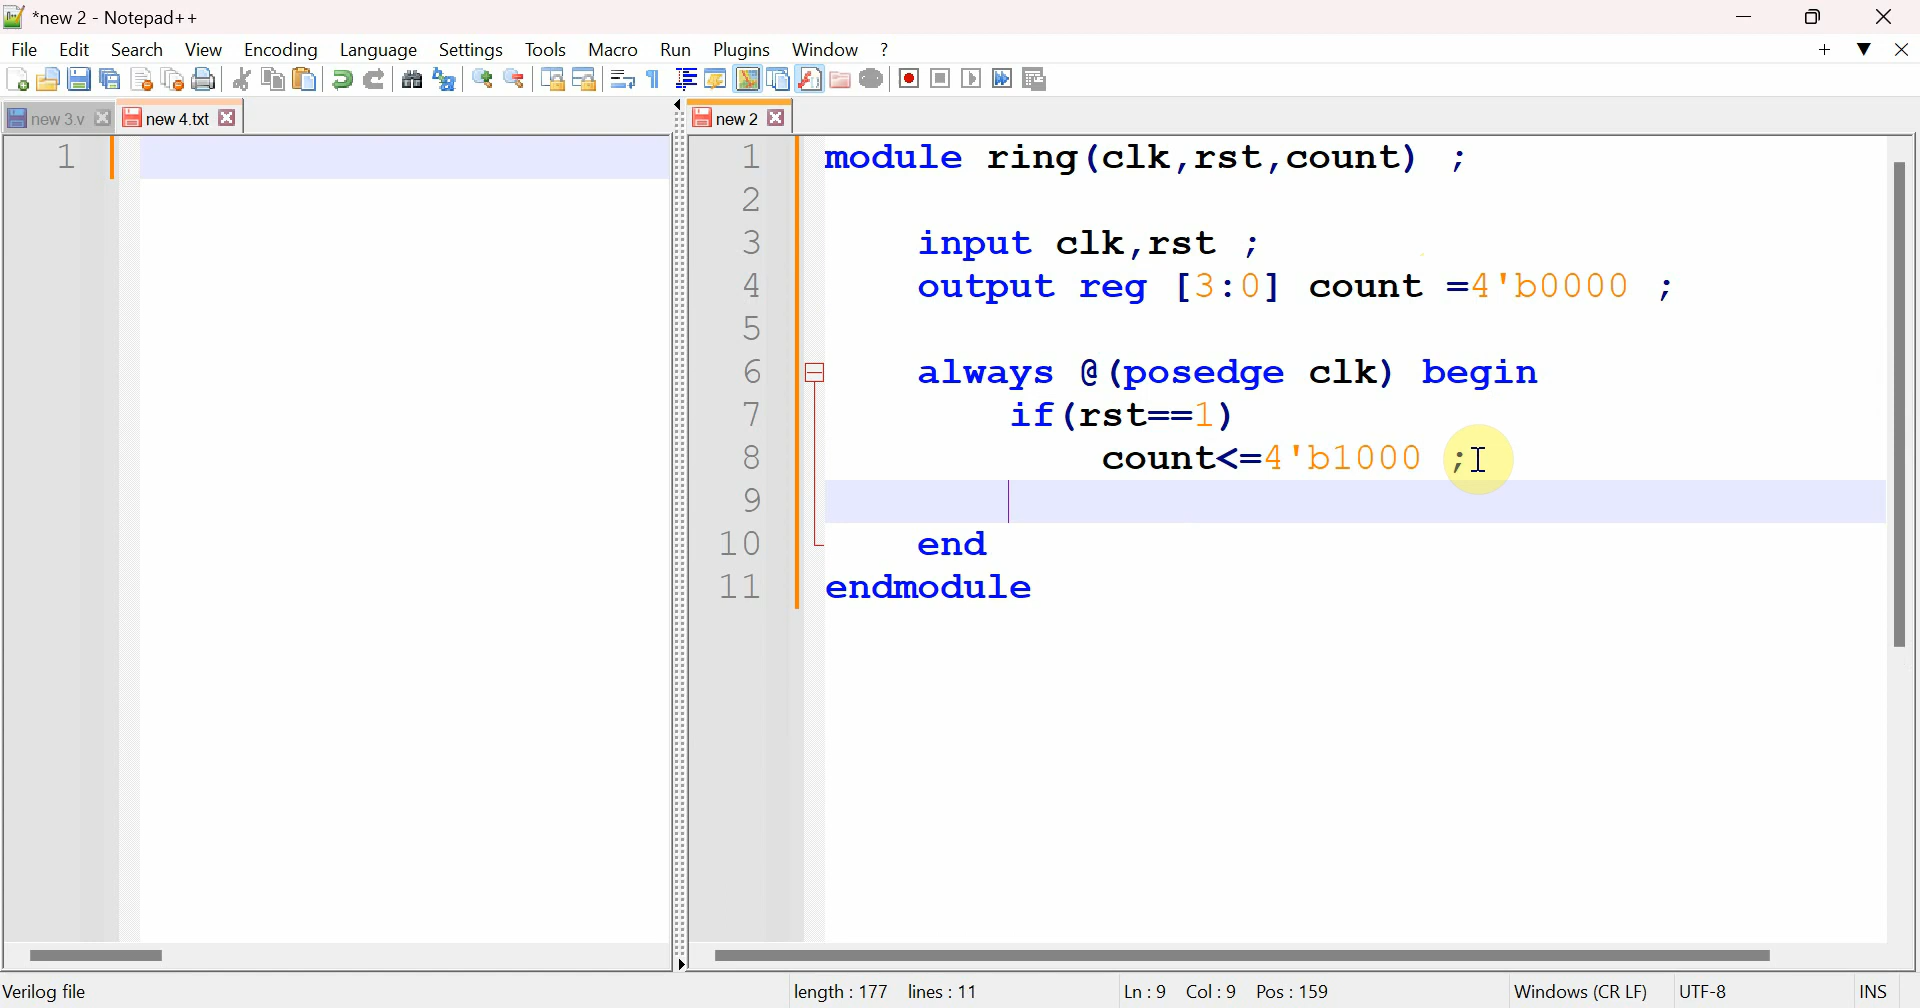 *new 2 - Notepad++
File Edit Search View Encoding Language Settings Tools Macro Run Plugins Window ?
new 3.v new 4.txt new 2
1
1 module ring(clk,rst,count) ;
2
3 input clk,rst ;
4 output reg [3:0] count =4'b0000 ;
5
6 always @(posedge clk) begin
7 if(rst==1)
8 count<=4'b1000 ;
9
10 end
11 endmodule
Verilog file length : 177 lines : 11 Ln : 9 Col : 9 Pos : 159 Windows (CR LF) UTF-8 INS